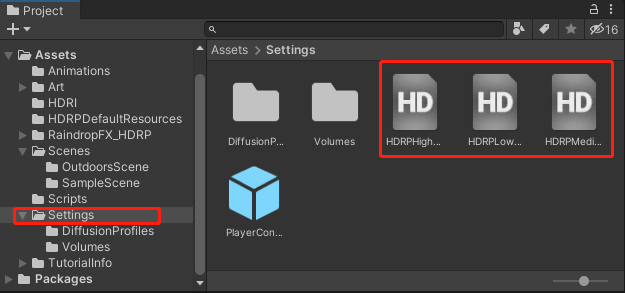 Project
16
Assets
Animations
Art
HDRI
HDRPDefaultResources
RaindropFX_HDRP
Scenes
OutdoorsScene
SampleScene
Scripts
Settings
DiffusionProfiles
Volumes
TutorialInfo
Packages
Assets > Settings
HD HD HD
DiffusionP... Volumes HDRPHigh... HDRPLow... HDRPMedi...
PlayerCon...